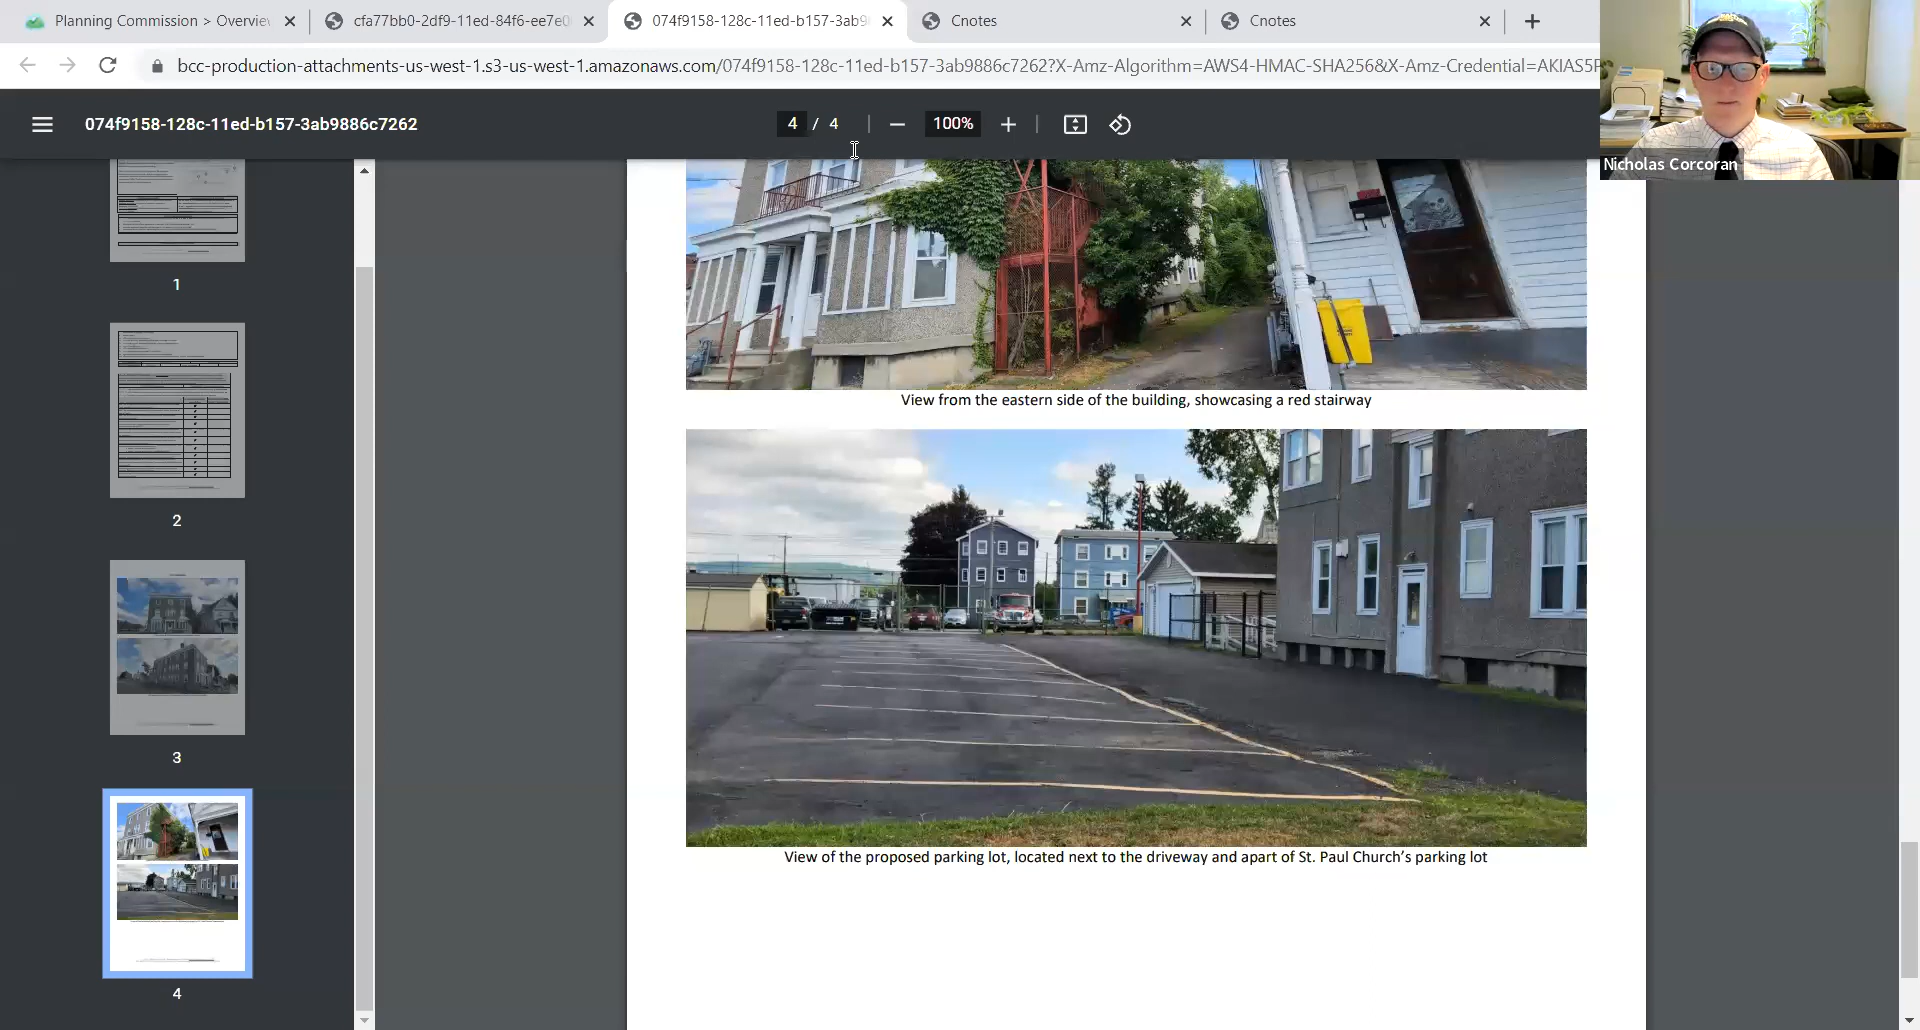 Planning Commission > Overvie
cfa77bb0-2df9-11ed-84f6-ee7e0
074f9158-128c-11ed-b157-3ab9
Cnotes
Cnotes
bcc-production-attachments-us-west-1.s3-us-west-1.amazonaws.com/074f9158-128c-11ed-b157-3ab9886c7262?X-Amz-Algorithm=AWS4-HMAC-SHA256&X-Amz-Credential=AKIAS5F
074f9158-128c-11ed-b157-3ab9886c7262
4 / 4
100%
Nicholas Corcoran
1
2
3
4
View from the eastern side of the building, showcasing a red stairway
View of the proposed parking lot, located next to the driveway and apart of St. Paul Church's parking lot